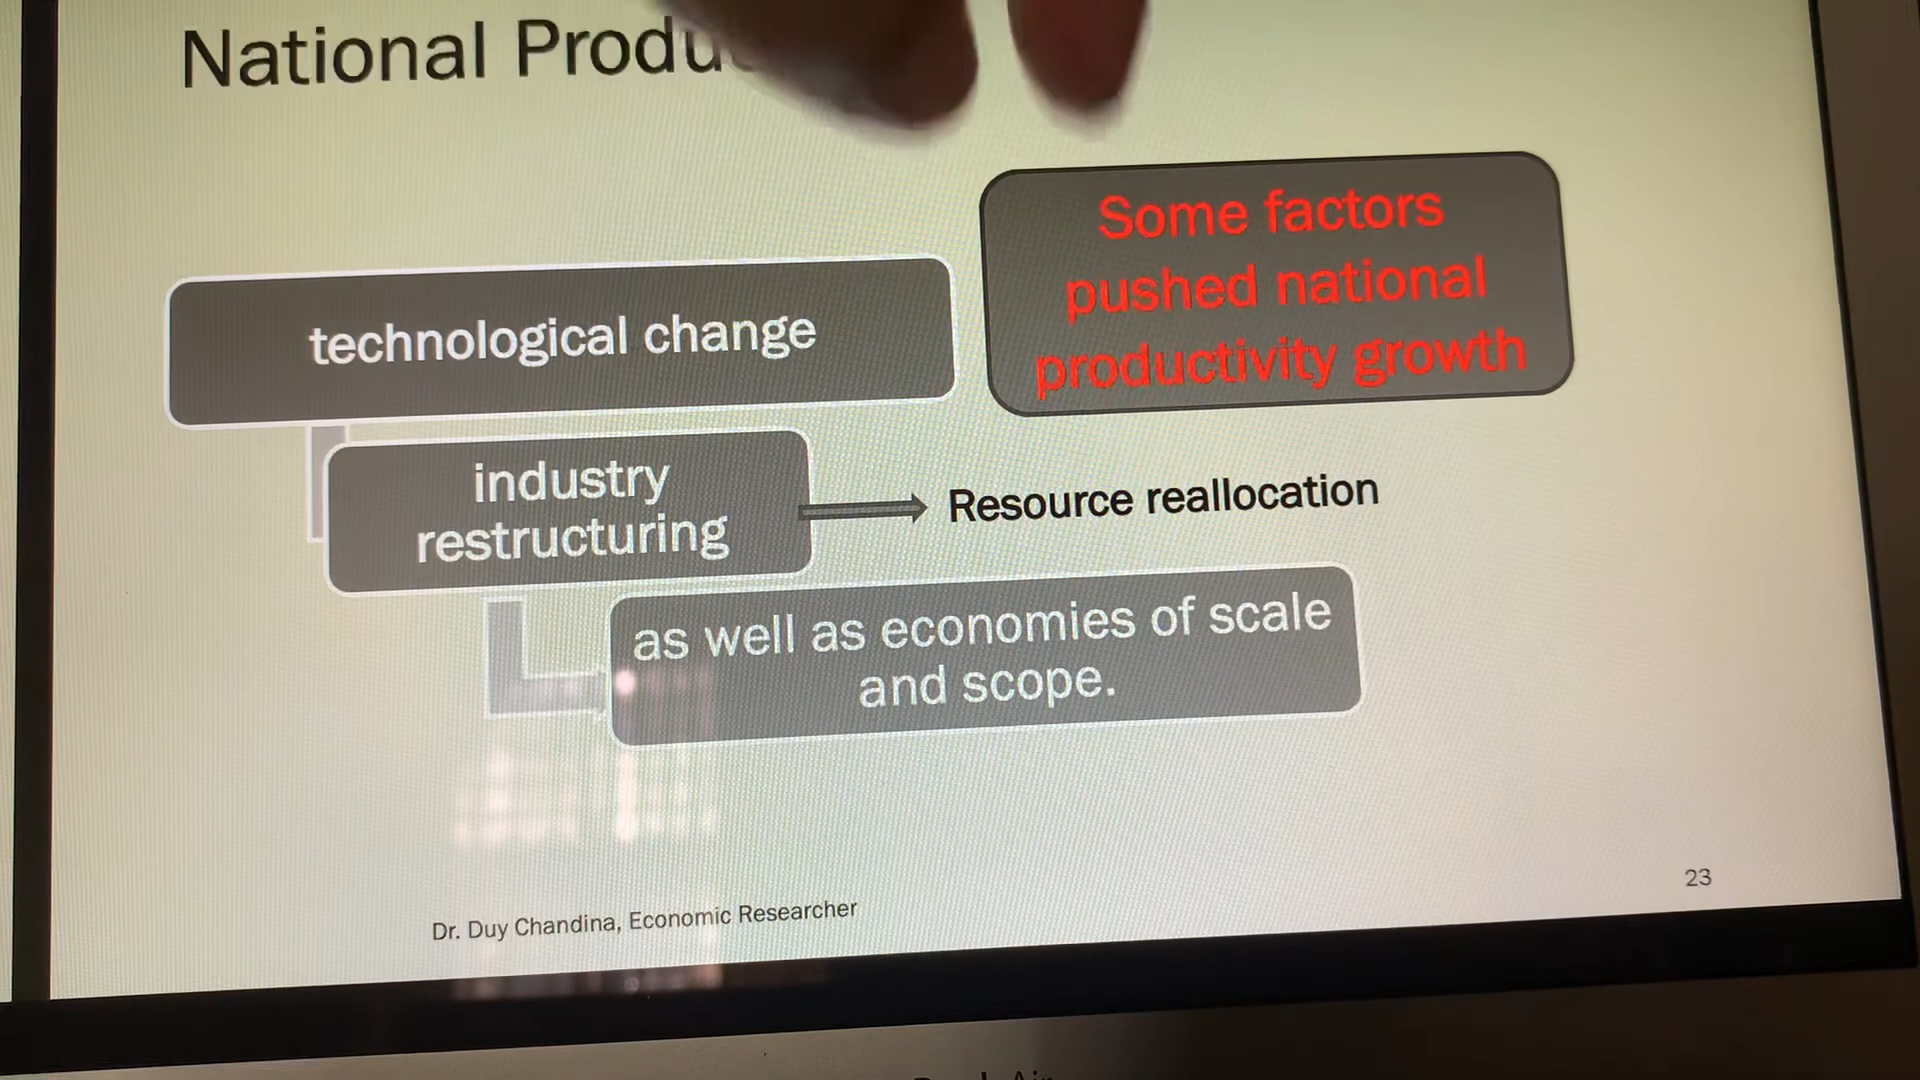 National
Some factors
pushed national
productivity growth
technological change
industry
restructuring
Resource reallocation
as well as economies of scale
and scope.
Dr. Duy Chandina, Economic Researcher
23